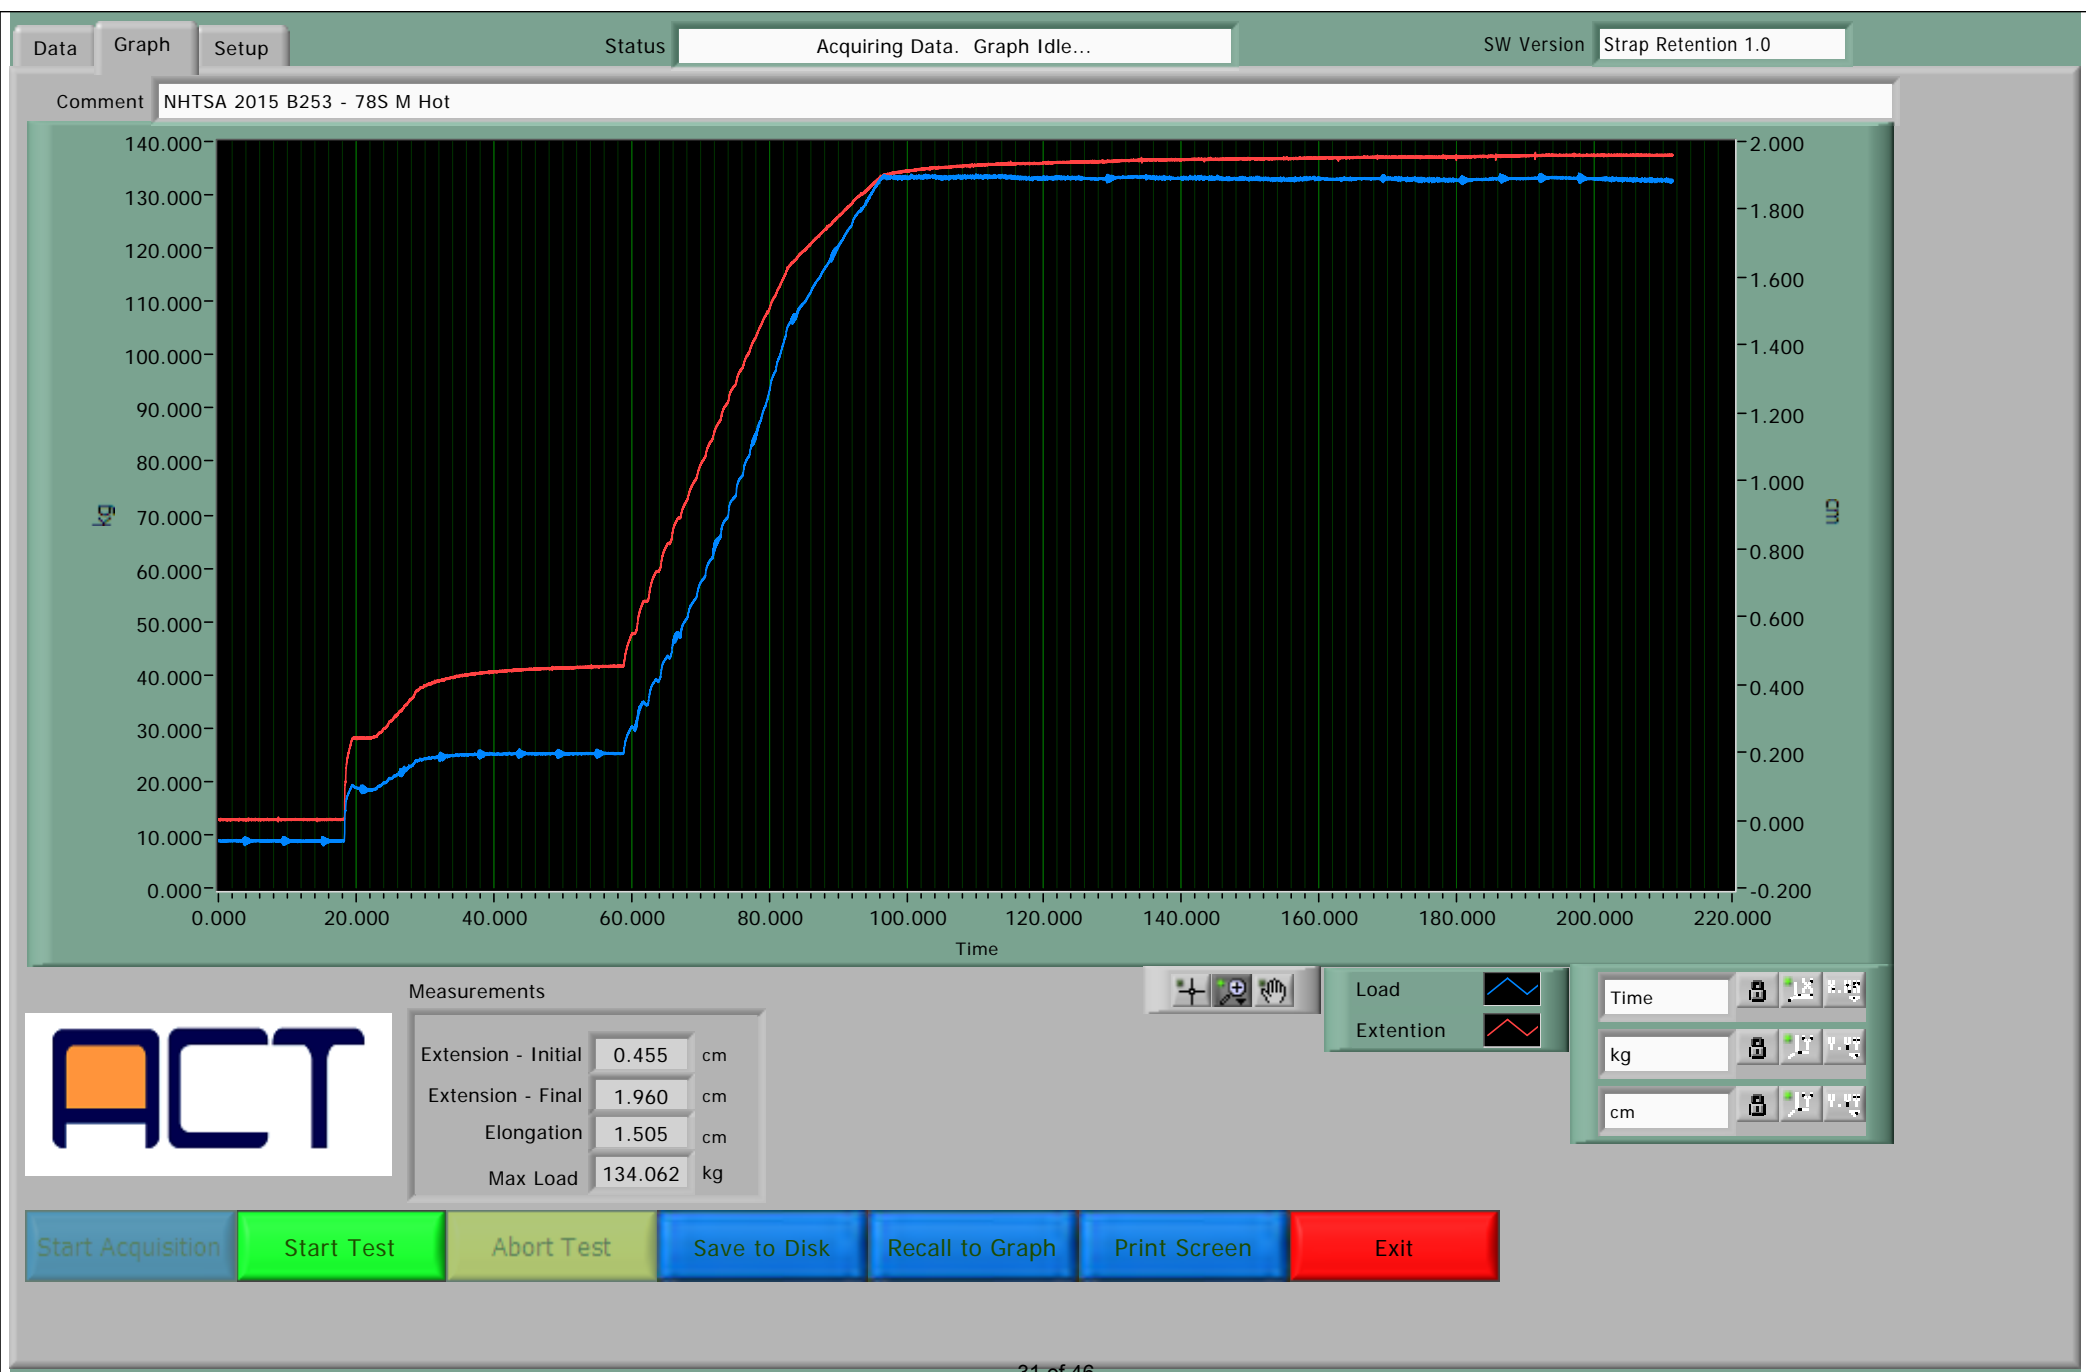 Data Graph Setup Status Acquiring Data.  Graph Idle... SW Version Strap Retention 1.0
Comment NHTSA 2015 B253 - 78S M Hot
140.000 2.000
130.000 1.800
120.000 1.600
110.000 1.400
100.000 1.200
90.000 1.000
80.000 0.800
70.000 0.600
60.000 0.400
50.000 0.200
40.000 0.000
30.000 -0.200
20.000
10.000
0.000
kg
cm
0.000 20.000 40.000 60.000 80.000 100.000 120.000 140.000 160.000 180.000 200.000 220.000
Time
Measurements
Extension - Initial 0.455 cm
Extension - Final 1.960 cm
Elongation 1.505 cm
Max Load 134.062 kg
Load
Extention
Time
kg
cm
ACT
Start Acquisition Start Test Abort Test Save to Disk Recall to Graph Print Screen Exit
31 of 46